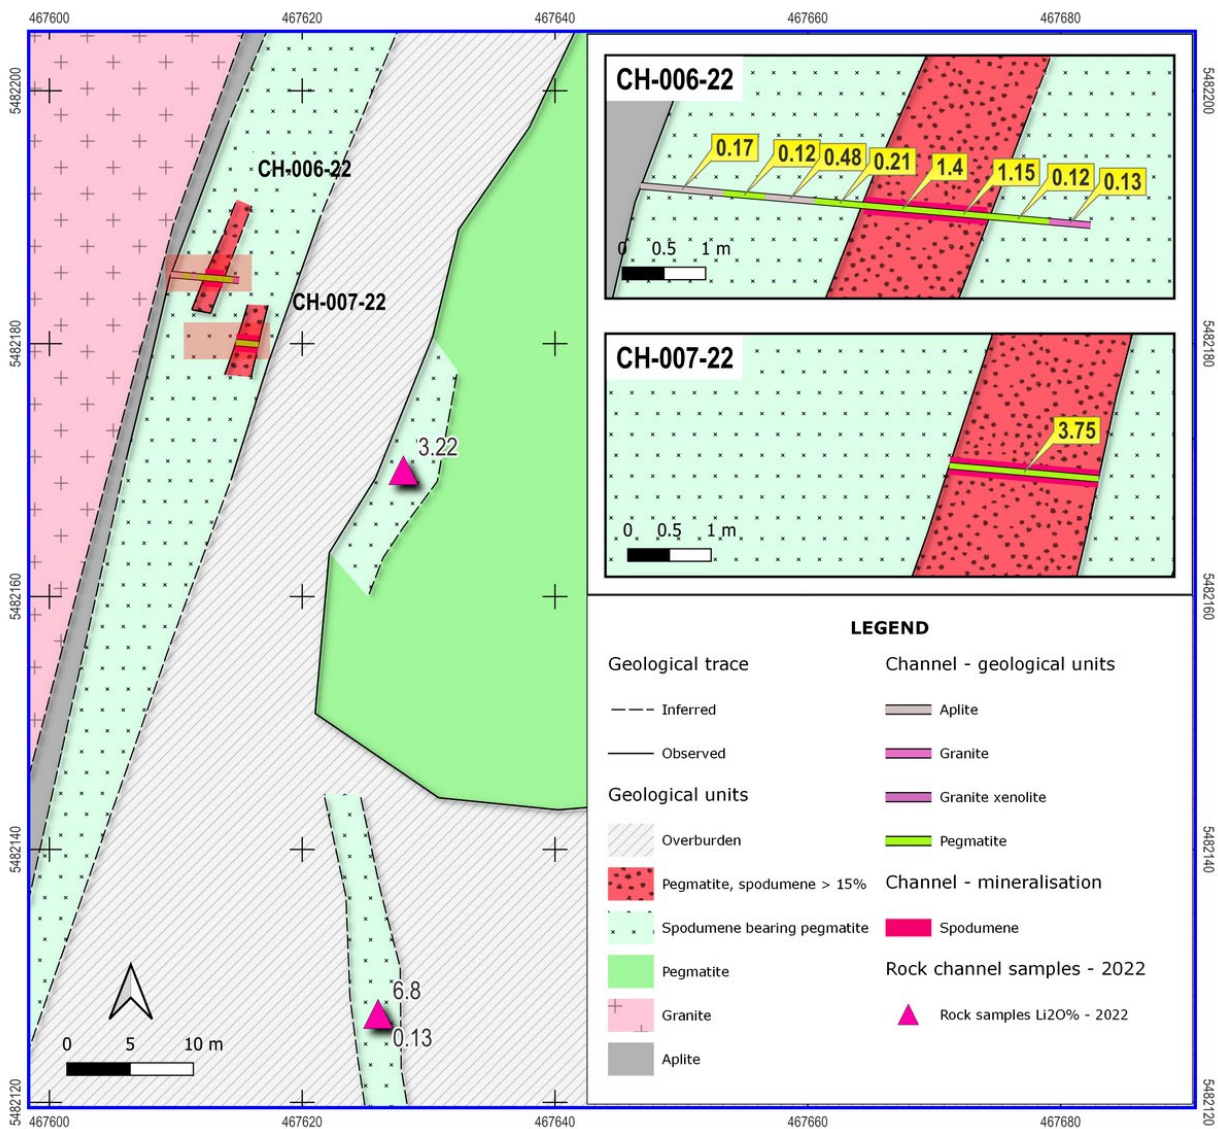 467600 467620 467640 467660 467680
5482200
5482180
5482160
5482140
5482120
CH-006-22
CH-007-22
3.22
6.8
0.13
0 5 10 m
CH-006-22
0.17
0.12
0.48
0.21
1.4
1.15
0.12
0.13
0 0.5 1 m
CH-007-22
3.75
0 0.5 1 m
LEGEND
Geological trace
Inferred
Observed
Geological units
Overburden
Pegmatite, spodumene > 15%
Spodumene bearing pegmatite
Pegmatite
Granite
Aplite
Channel - geological units
Aplite
Granite
Granite xenolite
Pegmatite
Channel - mineralisation
Spodumene
Rock channel samples - 2022
Rock samples Li2O% - 2022
5482200
5482180
5482160
5482140
5482120
467600 467620 467640 467660 467680